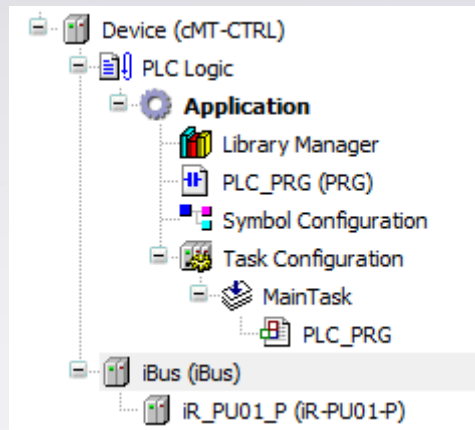 Device (cMT-CTRL)
PLC Logic
Application
Library Manager
PLC_PRG (PRG)
Symbol Configuration
Task Configuration
MainTask
PLC_PRG
iBus (iBus)
iR_PU01_P (iR-PU01-P)